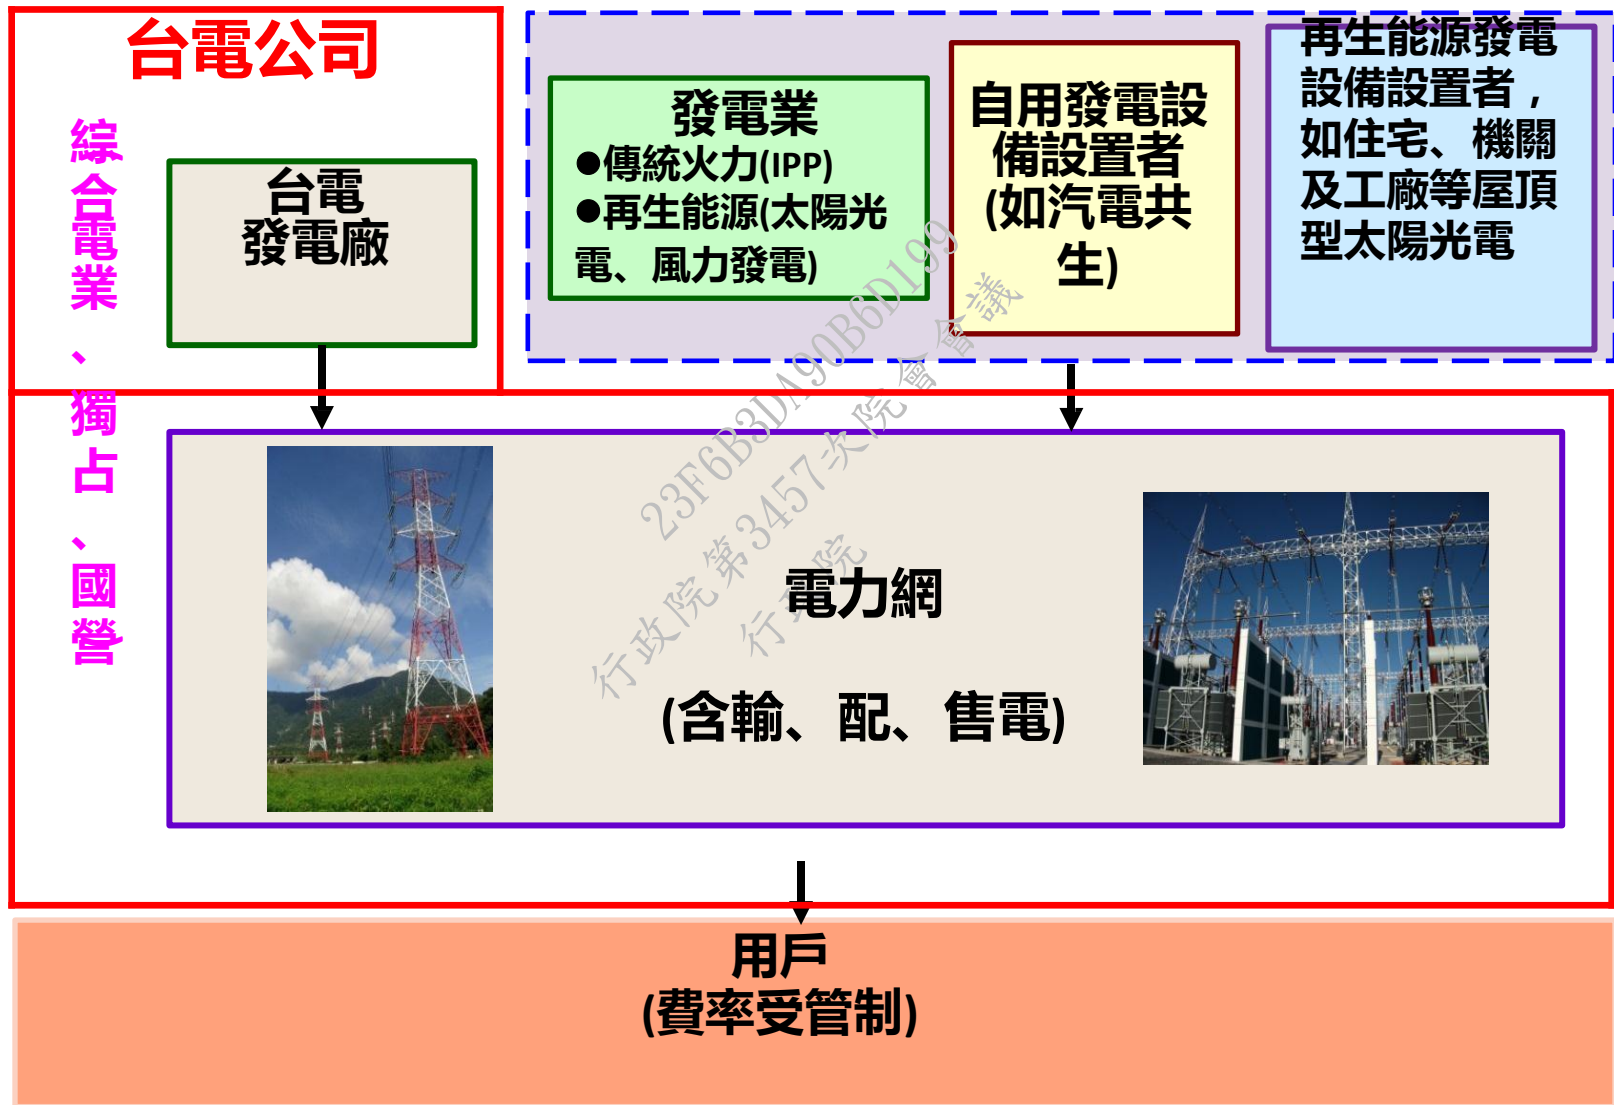 台電公司
綜合電業、獨占、國營
台電
發電廠
發電業
●傳統火力(IPP)
●再生能源(太陽光
電、風力發電)
自用發電設
備設置者
(如汽電共
生)
再生能源發電
設備設置者，
如住宅、機關
及工廠等屋頂
型太陽光電
23F6B3DA90B6D199
行政院第3457次院會會議
行政院
電力網
(含輸、配、售電)
用戶
(費率受管制)